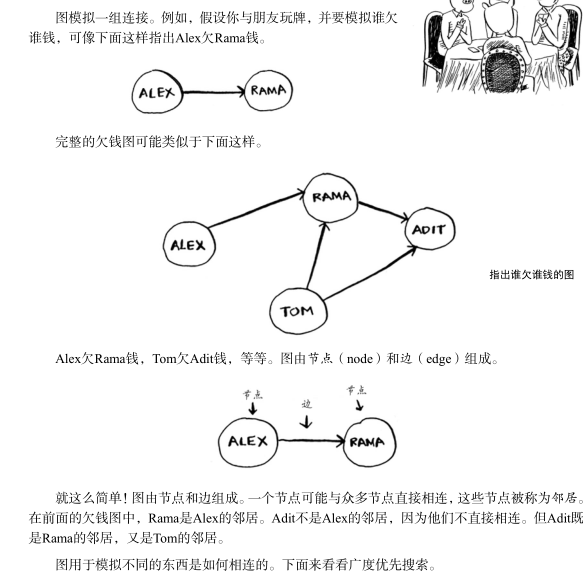 图模拟一组连接。例如，假设你与朋友玩牌，并要模拟谁欠
谁钱，可像下面这样指出Alex欠Rama钱。
ALEX
RAMA
完整的欠钱图可能类似于下面这样。
RAMA
ADIT
ALEX
指出谁欠谁钱的图
TOM
Alex欠Rama钱，Tom欠Adit钱，等等。图由节点（node）和边（edge）组成。
节点
边
节点
ALEX
RAMA
就这么简单！图由节点和边组成。一个节点可能与众多节点直接相连，这些节点被称为邻居。
在前面的欠钱图中，Rama是Alex的邻居。Adit不是Alex的邻居，因为他们不直接相连。但Adit既
是Rama的邻居，又是Tom的邻居。
图用于模拟不同的东西是如何相连的。下面来看看广度优先搜索。